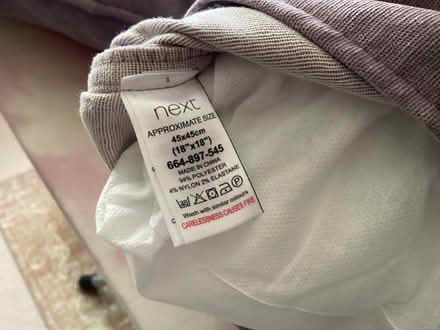 next
APPROXIMATE SIZE
45x45cm
(18"x18")
664-897-545
MADE IN CHINA
94% POLYESTER
4% NYLON 2% ELASTANE
Wash with similar colours
CARELESSNESS CAUSES FIRE